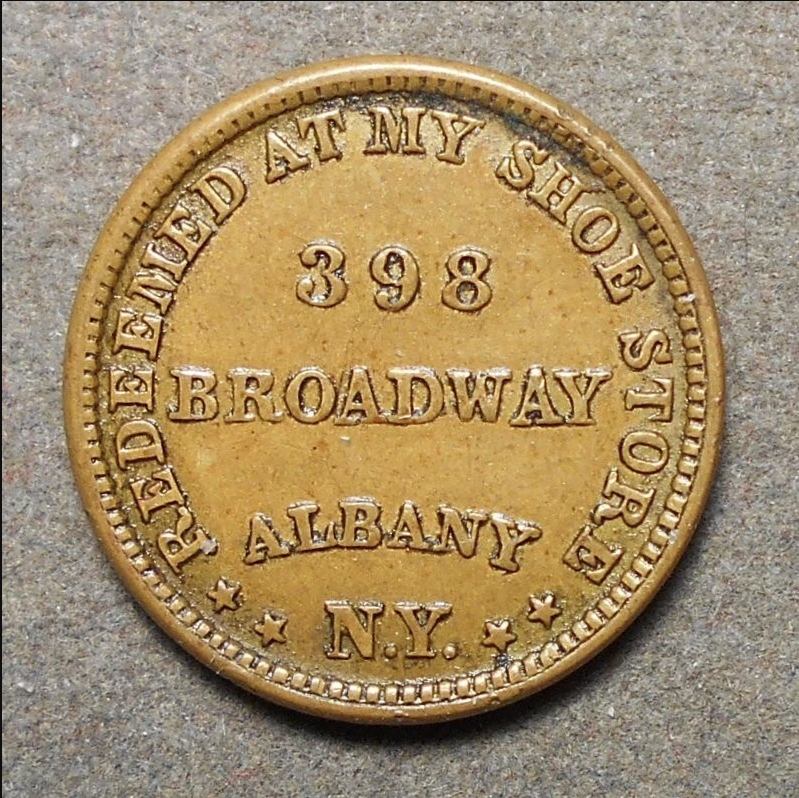 REDEEMED AT MY SHOE STORE
398
BROADWAY
ALBANY
N.Y.